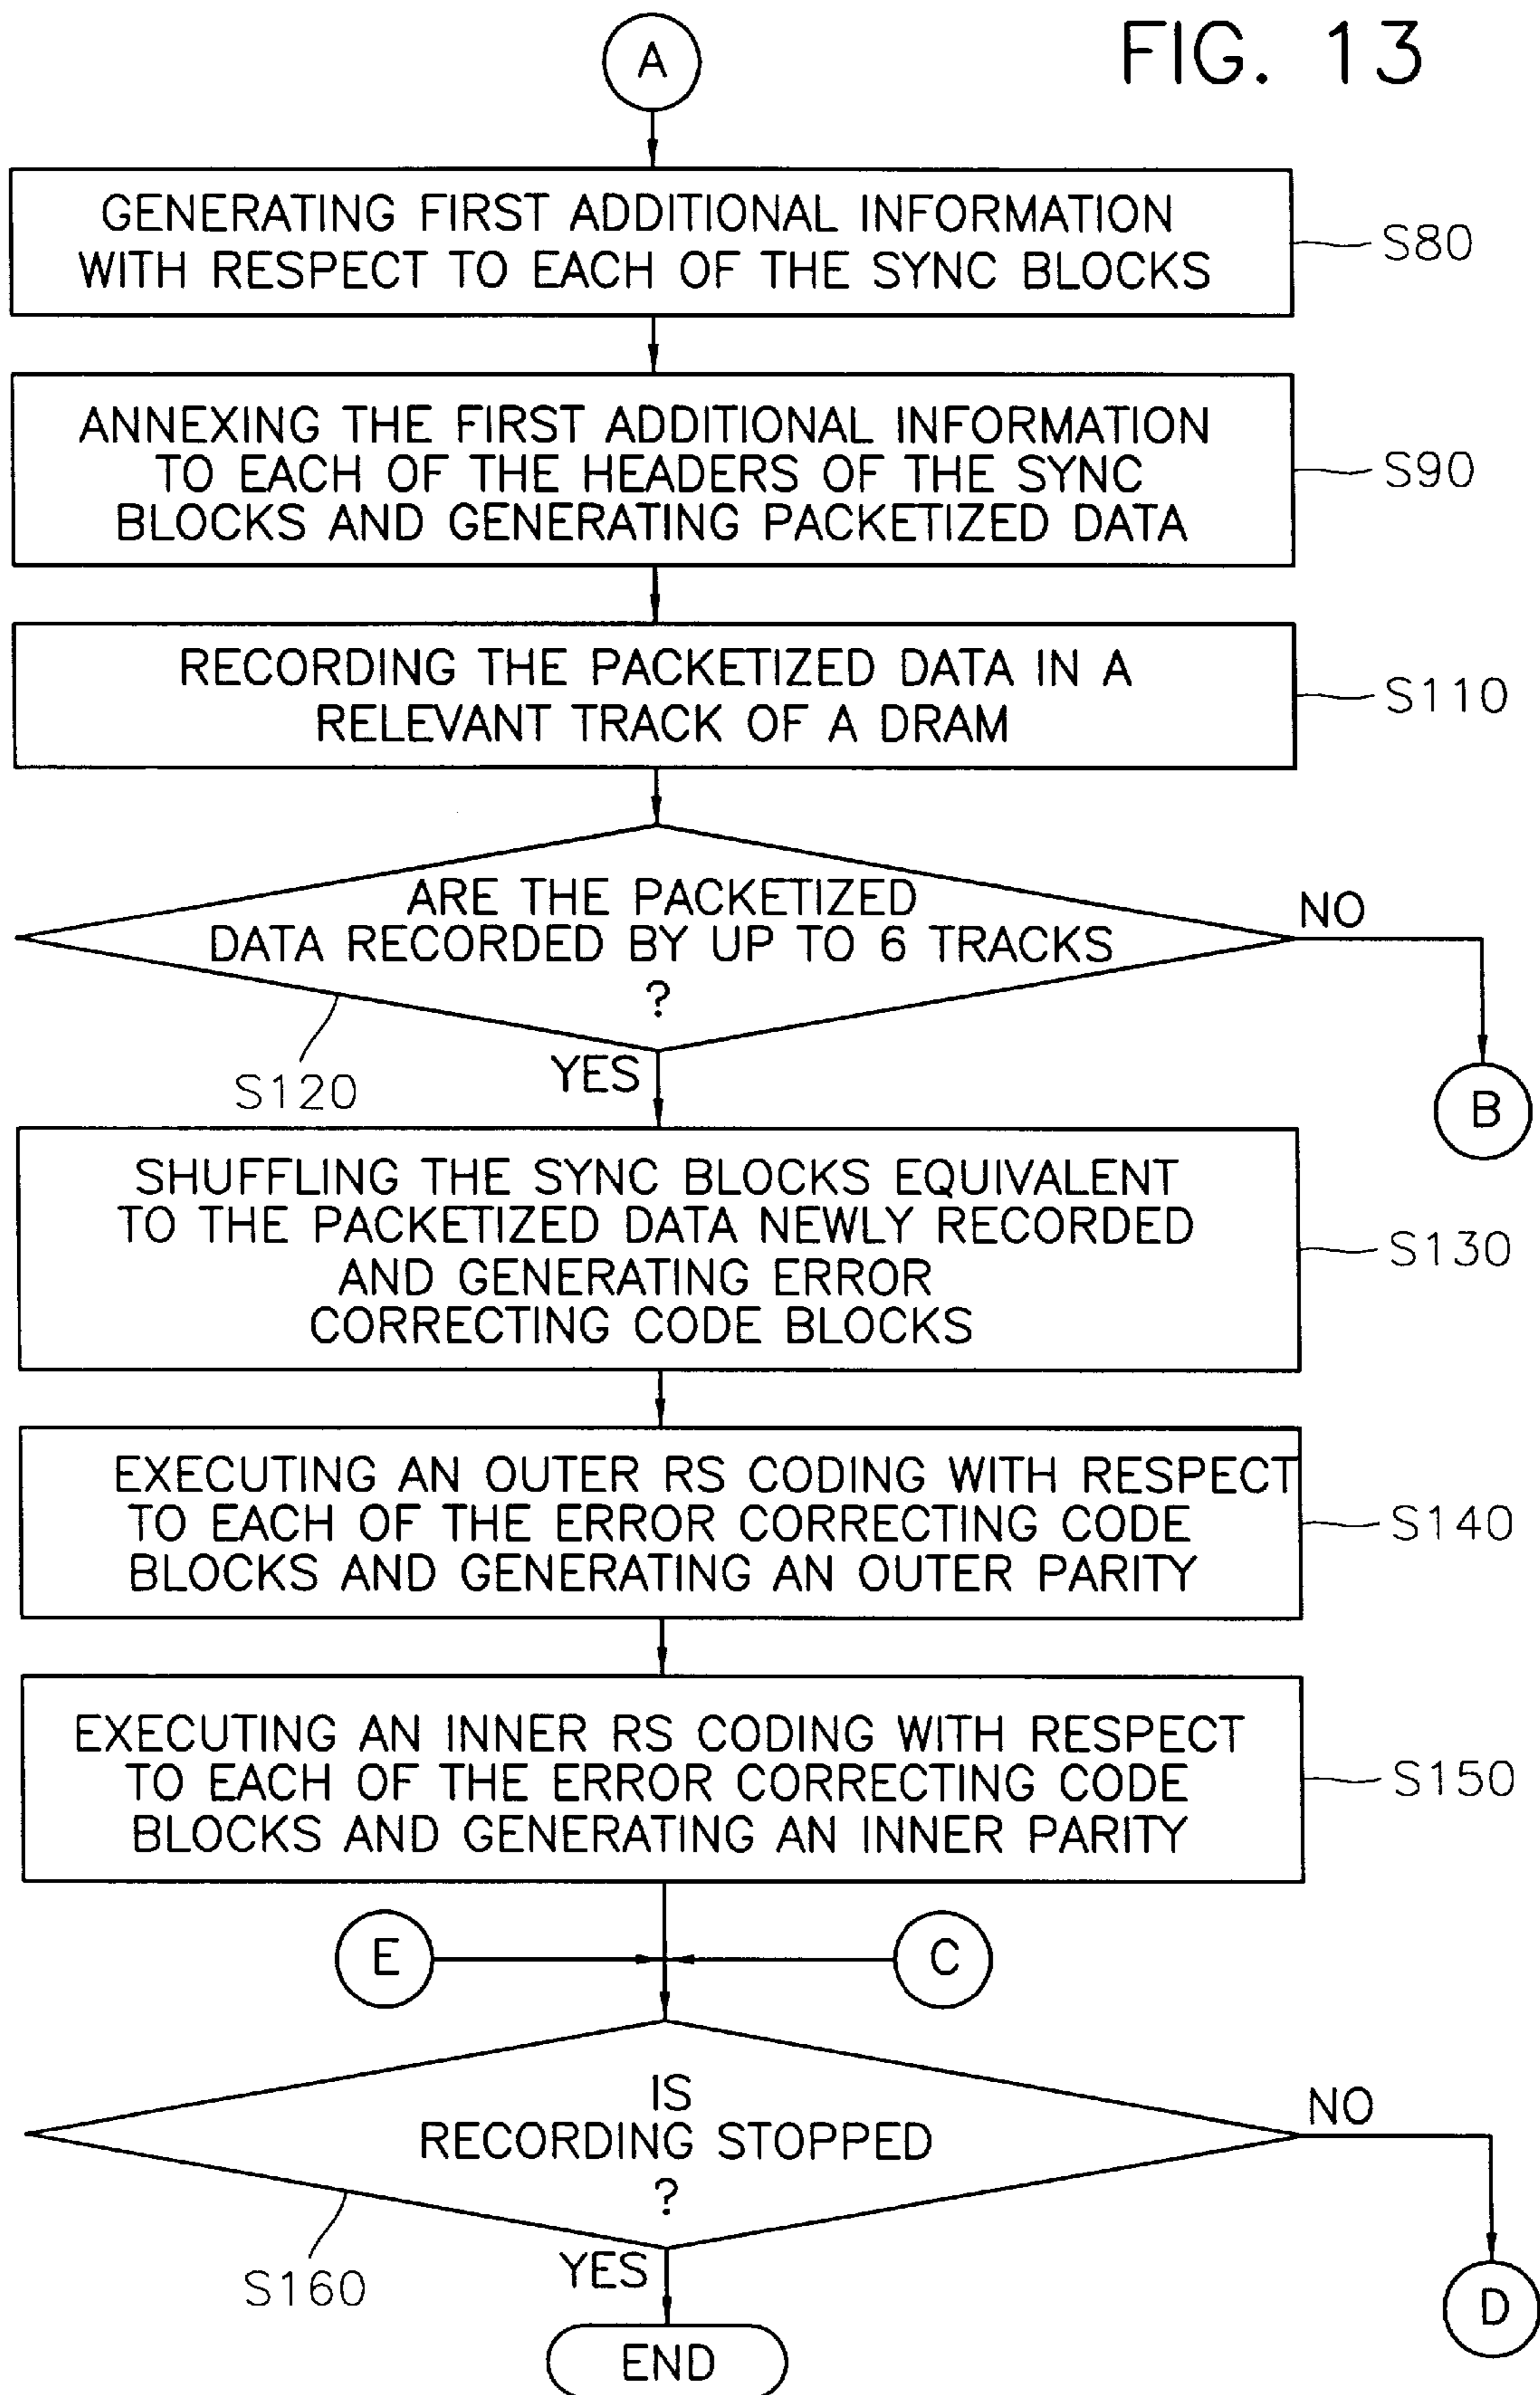 FIG. 13
A
GENERATING FIRST ADDITIONAL INFORMATION
WITH RESPECT TO EACH OF THE SYNC BLOCKS
S80
ANNEXING THE FIRST ADDITIONAL INFORMATION
TO EACH OF THE HEADERS OF THE SYNC
BLOCKS AND GENERATING PACKETIZED DATA
S90
RECORDING THE PACKETIZED DATA IN A
RELEVANT TRACK OF A DRAM
S110
ARE THE PACKETIZED
DATA RECORDED BY UP TO 6 TRACKS
?
NO
S120
YES
B
SHUFFLING THE SYNC BLOCKS EQUIVALENT
TO THE PACKETIZED DATA NEWLY RECORDED
AND GENERATING ERROR
CORRECTING CODE BLOCKS
S130
EXECUTING AN OUTER RS CODING WITH RESPECT
TO EACH OF THE ERROR CORRECTING CODE
BLOCKS AND GENERATING AN OUTER PARITY
S140
EXECUTING AN INNER RS CODING WITH RESPECT
TO EACH OF THE ERROR CORRECTING CODE
BLOCKS AND GENERATING AN INNER PARITY
S150
E
C
IS
RECORDING STOPPED
?
NO
S160
YES
D
END